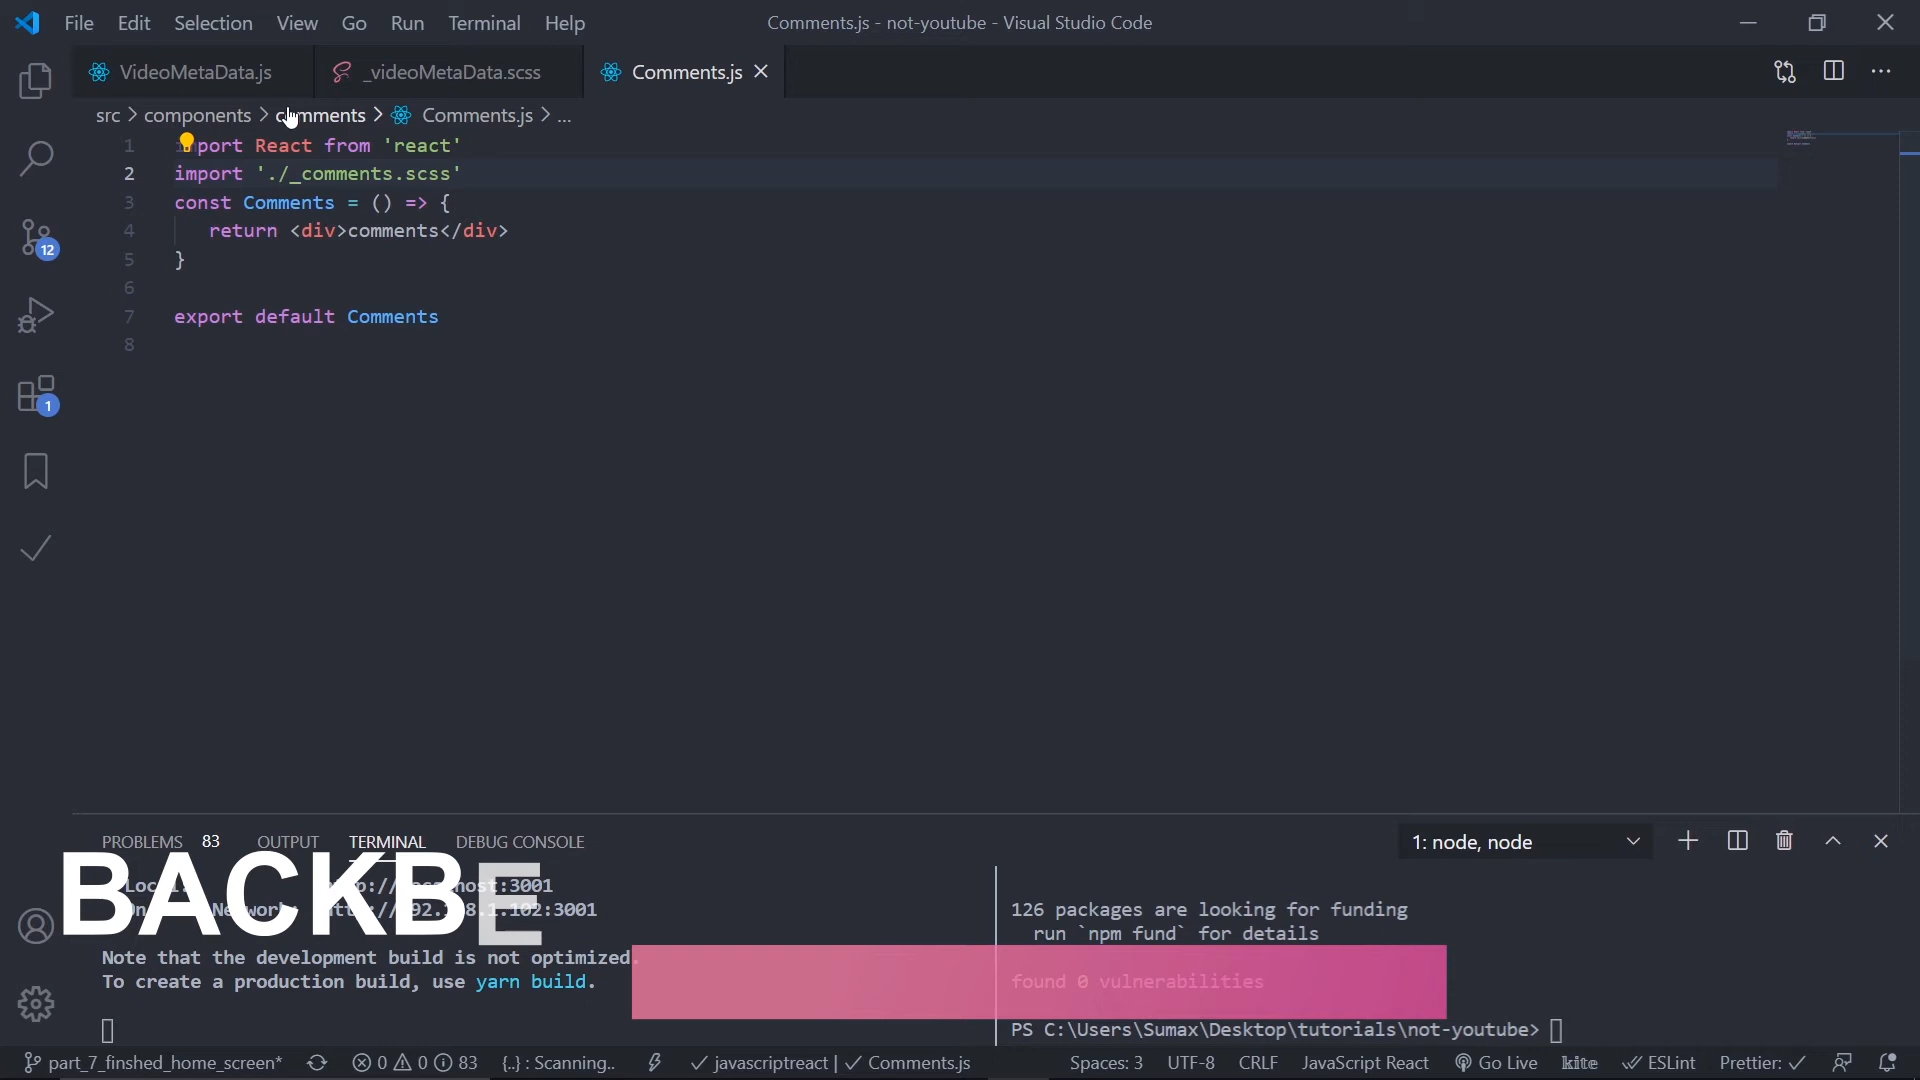 File Edit Selection View Go Run Terminal Help
Comments.js - not-youtube - Visual Studio Code
VideoMetaData.js
_videoMetaData.scss
Comments.js
src > components > comments > Comments.js > ...
1 import React from 'react'
2 import './_comments.scss'
3 const Comments = () => {
4 return <div>comments</div>
5 }
6
7 export default Comments
8
12
1
PROBLEMS 83 OUTPUT TERMINAL DEBUG CONSOLE
1: node, node
BACKBE
:3001
102:3001
Note that the development build is not optimized.
To create a production build, use yarn build.
126 packages are looking for funding
run `npm fund` for details
found 0 vulnerabilities
PS C:\Users\Sumax\Desktop\tutorials\not-youtube>
part_7_finshed_home_screen* 0 0 83 {..} : Scanning.. javascriptreact | Comments.js
Spaces: 3 UTF-8 CRLF JavaScript React Go Live kite ESLint Prettier: